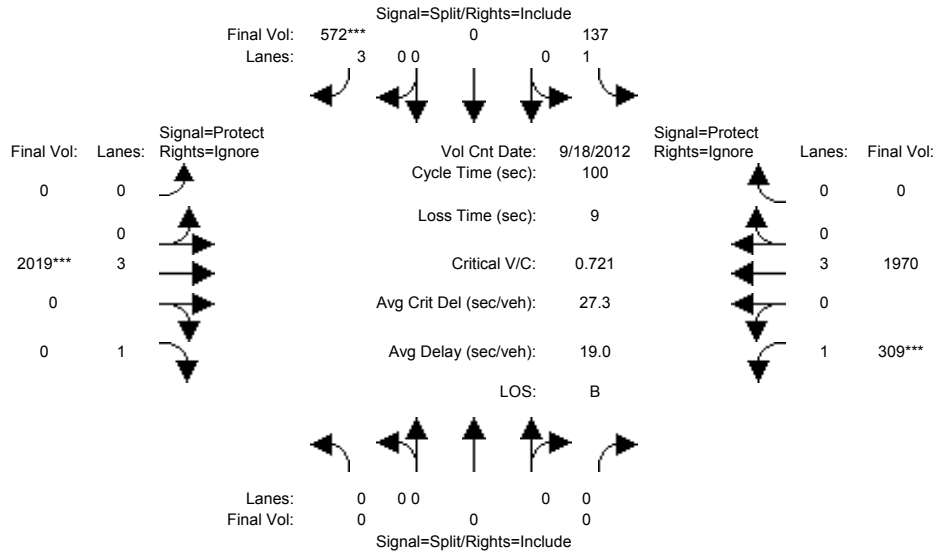 Signal=Split/Rights=Include
Final Vol: 572*** 0 137
Lanes: 3 0 0 0 1
Signal=Protect
Final Vol: Lanes: Rights=Ignore
Vol Cnt Date: 9/18/2012
Signal=Protect
Rights=Ignore Lanes: Final Vol:
Cycle Time (sec): 100
0 0
0 0
Loss Time (sec): 9
0
0
2019*** 3
Critical V/C: 0.721
3 1970
0
Avg Crit Del (sec/veh): 27.3
0
0 1
Avg Delay (sec/veh): 19.0
1 309***
LOS: B
Lanes: 0 0 0 0 0
Final Vol: 0 0 0
Signal=Split/Rights=Include